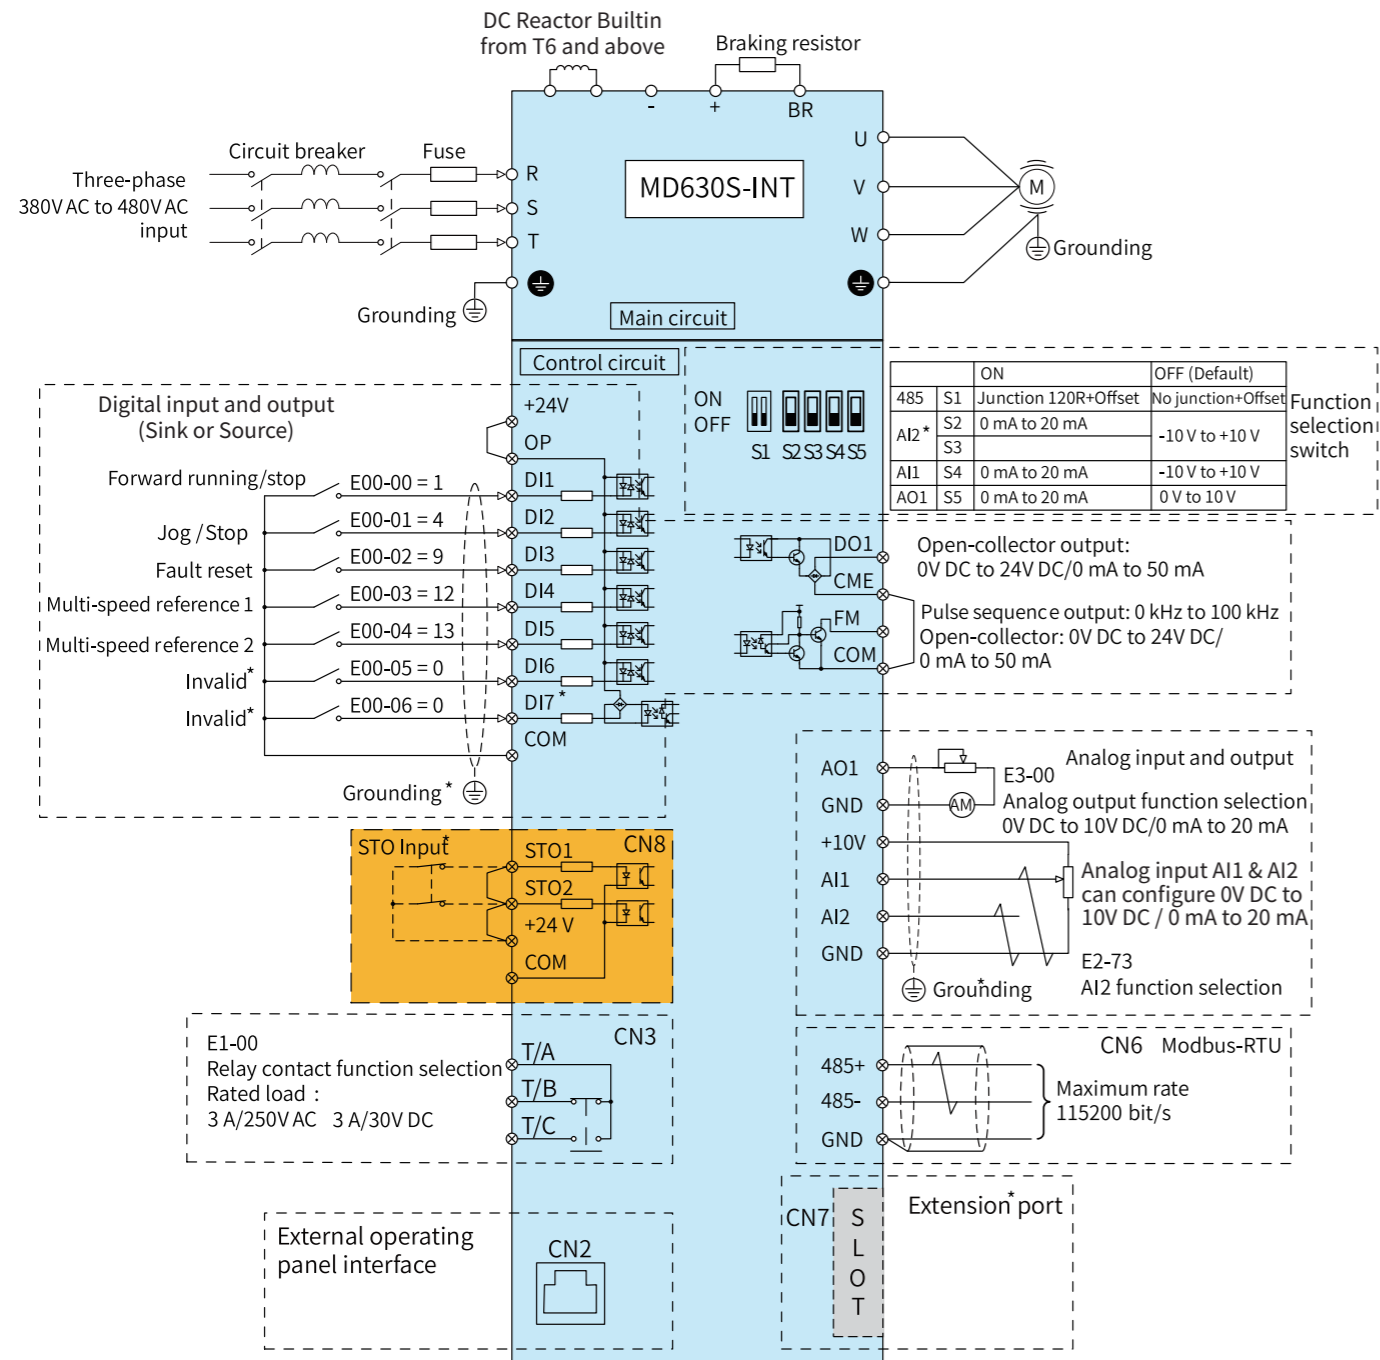 DC Reactor Builtin
from T6 and above
Braking resistor
-
+
BR
Circuit breaker
Fuse
Three-phase
380V AC to 480V AC
input
R
S
T
MD630S-INT
U
V
W
M
Grounding
Grounding
Main circuit
Control circuit
ON
OFF
S1 S2 S3 S4 S5
ON OFF (Default)
485 S1 Junction 120R+Offset No junction+Offset
AI2* S2 0 mA to 20 mA -10 V to +10 V
S3
AI1 S4 0 mA to 20 mA -10 V to +10 V
AO1 S5 0 mA to 20 mA 0 V to 10 V
Function
selection
switch
Digital input and output
(Sink or Source)
+24V
OP
Forward running/stop E00-00 = 1 DI1
Jog / Stop E00-01 = 4 DI2
Fault reset E00-02 = 9 DI3
Multi-speed reference 1 E00-03 = 12 DI4
Multi-speed reference 2 E00-04 = 13 DI5
Invalid* E00-05 = 0 DI6
Invalid* E00-06 = 0 DI7*
COM
Grounding*
DO1
CME
Open-collector output:
0V DC to 24V DC/0 mA to 50 mA
FM
COM
Pulse sequence output: 0 kHz to 100 kHz
Open-collector: 0V DC to 24V DC/
0 mA to 50 mA
Analog input and output
AO1
GND
AM
E3-00
Analog output function selection
0V DC to 10V DC/0 mA to 20 mA
+10V
AI1
AI2
GND
Analog input AI1 & AI2
can configure 0V DC to
10V DC / 0 mA to 20 mA
E2-73
AI2 function selection
Grounding*
STO Input*
CN8
STO1
STO2
+24 V
COM
E1-00
Relay contact function selection
Rated load :
3 A/250V AC 3 A/30V DC
CN3
T/A
T/B
T/C
CN6 Modbus-RTU
485+
485-
GND
Maximum rate
115200 bit/s
External operating
panel interface
CN2
CN7
S
L
O
T
Extension* port